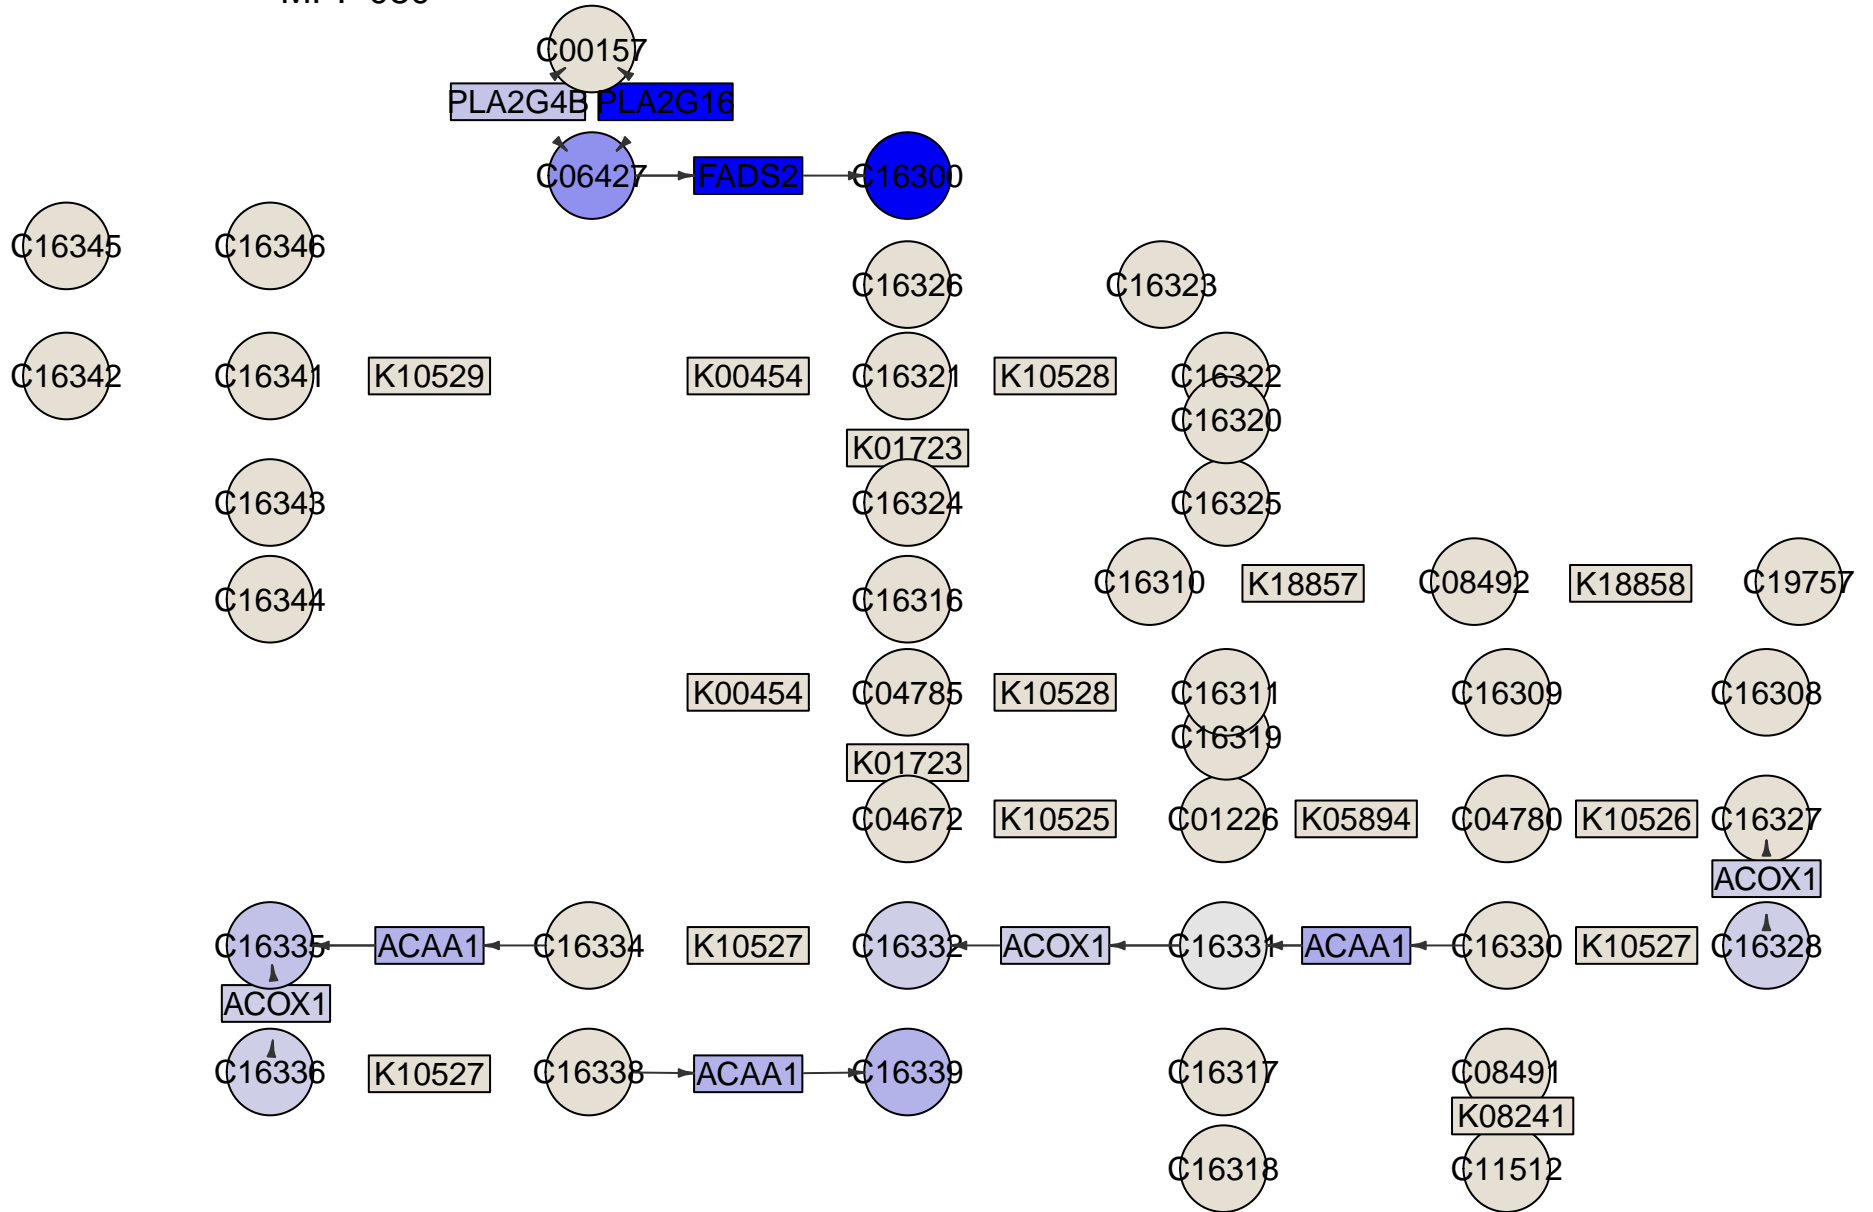 C00157
PLA2G4B PLA2G16
C06427 FADS2 C16300
C16345 C16346
C16326 C16323
C16342 C16341 K10529 K00454 C16321 K10528 C16322
C16320
K01723
C16343 C16324 C16325
C16310 K18857 C08492 K18858 C19757
C16344 C16316
K00454 C04785 K10528 C16311 C16309 C16308
C16319
K01723
C04672 K10525 C01226 K05894 C04780 K10526 C16327
ACOX1
C16335 ACAA1 C16334 K10527 C16332 ACOX1 C16331 ACAA1 C16330 K10527 C16328
ACOX1
C16336 K10527 C16338 ACAA1 C16339 C16317 C08491
K08241
C16318 C11512